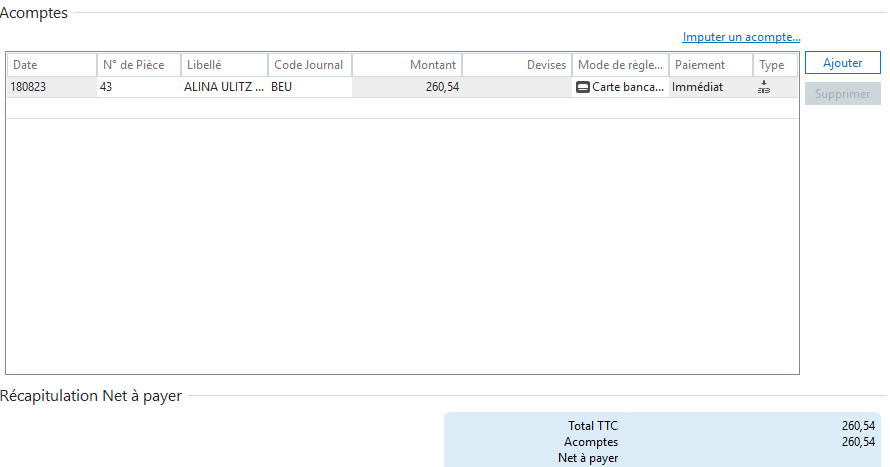 Acomptes
Imputer un acompte...
Date N° de Pièce Libellé Code Journal Montant Devises Mode de règle... Paiement Type
Ajouter
180823 43 ALINA ULITZ ... BEU 260,54 Carte banca... Immédiat
Supprimer
Récapitulation Net à payer
Total TTC 260,54
Acomptes 260,54
Net à payer